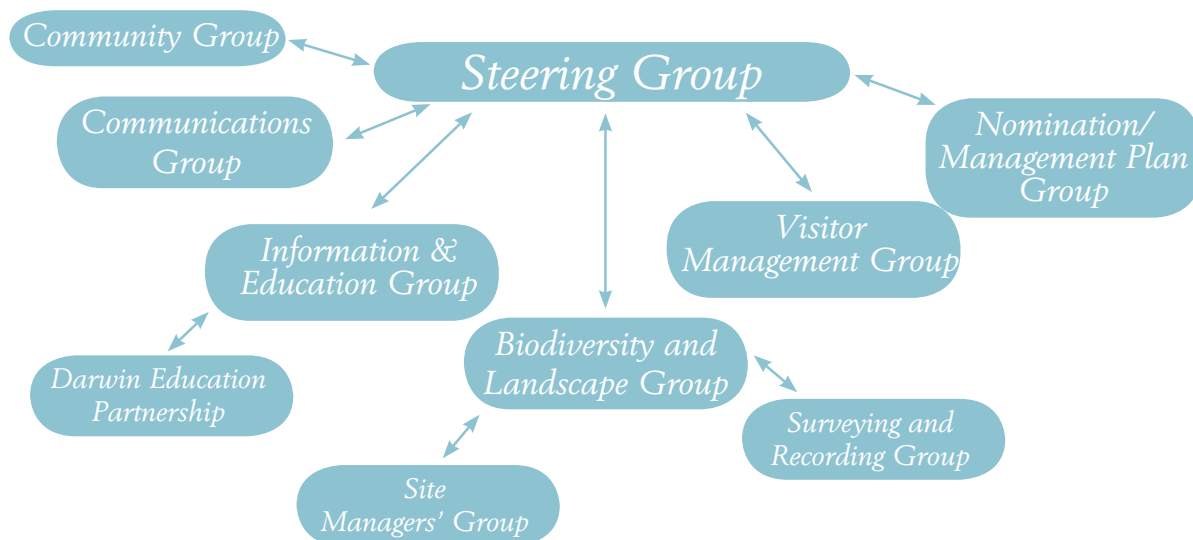 Community Group
Steering Group
Communications
Group
Nomination/
Management Plan
Group
Visitor
Management Group
Information &
Education Group
Biodiversity and
Landscape Group
Darwin Education
Partnership
Surveying and
Recording Group
Site
Managers’ Group